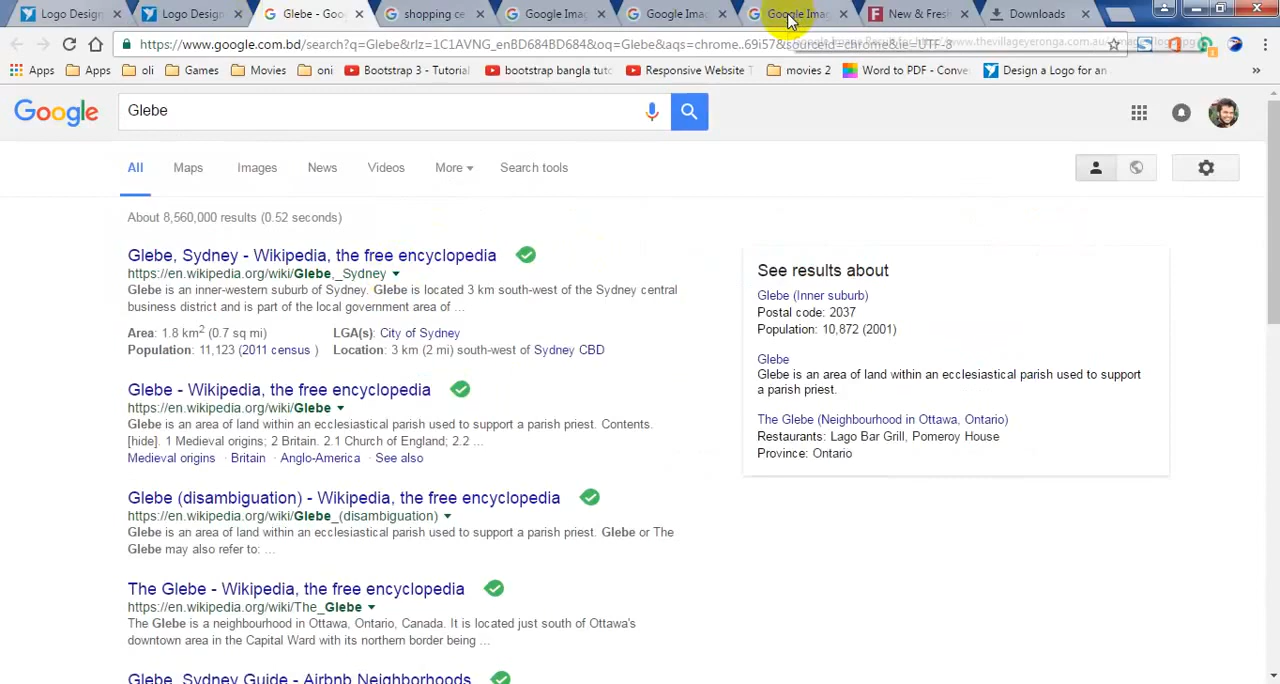 Logo Desig
Logo Desig
Glebe - Goo
shopping ce
Google Imag
Google Imag
Google Imag
New & Fresh
Downloads
https://www.google.com.bd/search?q=Glebe&rlz=1C1AVNG_enBD684BD684&oq=Glebe&aqs=chrome..69i57&sourceid=chrome&ie=UTF-8
Apps
Apps
oli
Games
Movies
oni
Bootstrap 3 - Tutorial
bootstrap bangla tuto
Responsive Website T
movies 2
Word to PDF - Conve
Design a Logo for an
»
Google
Glebe
All
Maps
Images
News
Videos
More
Search tools
About 8,560,000 results (0.52 seconds)
Glebe, Sydney - Wikipedia, the free encyclopedia
https://en.wikipedia.org/wiki/Glebe,_Sydney
Glebe is an inner-western suburb of Sydney. Glebe is located 3 km south-west of the Sydney central
business district and is part of the local government area of ...
Area: 1.8 km² (0.7 sq mi) LGA(s): City of Sydney
Population: 11,123 (2011 census ) Location: 3 km (2 mi) south-west of Sydney CBD
Glebe - Wikipedia, the free encyclopedia
https://en.wikipedia.org/wiki/Glebe
Glebe is an area of land within an ecclesiastical parish used to support a parish priest. Contents.
[hide]. 1 Medieval origins; 2 Britain. 2.1 Church of England; 2.2 ...
Medieval origins · Britain · Anglo-America · See also
Glebe (disambiguation) - Wikipedia, the free encyclopedia
https://en.wikipedia.org/wiki/Glebe_(disambiguation)
Glebe is an area of land within an ecclesiastical parish used to support a parish priest. Glebe or The
Glebe may also refer to: ...
The Glebe - Wikipedia, the free encyclopedia
https://en.wikipedia.org/wiki/The_Glebe
The Glebe is a neighbourhood in Ottawa, Ontario, Canada. It is located just south of Ottawa's
downtown area in the Capital Ward with its northern border being ...
Glebe, Sydney Guide - Airbnb Neighborhoods
See results about
Glebe (Inner suburb)
Postal code: 2037
Population: 10,872 (2001)
Glebe
Glebe is an area of land within an ecclesiastical parish used to support
a parish priest.
The Glebe (Neighbourhood in Ottawa, Ontario)
Restaurants: Lago Bar Grill, Pomeroy House
Province: Ontario